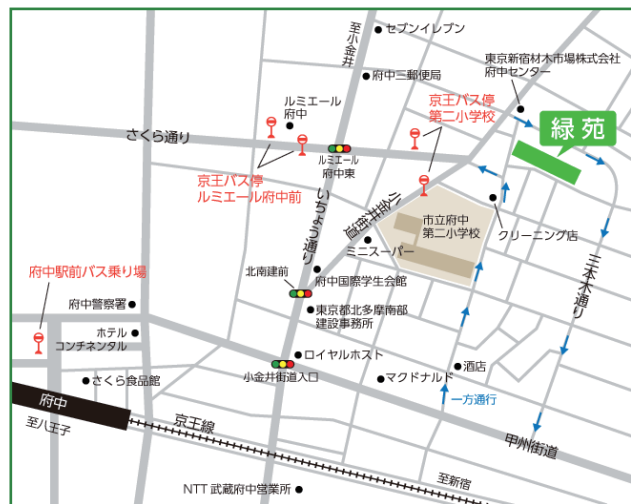 至小金井
セブンイレブン
府中三郵便局
東京新宿材木市場株式会社
府中センター
ルミエール
府中
京王バス停
第二小学校
緑苑
さくら通り
ルミエール
府中東
京王バス停
ルミエール府中前
いちょう通り
小金井街道
市立府中
第二小学校
クリーニング店
ミニスーパー
三本木通り
府中駅前バス乗り場
北南建前
府中国際学生会館
府中警察署
東京都北多摩南部
建設事務所
ホテル
コンチネンタル
ロイヤルホスト
小金井街道入口
さくら食品館
マクドナルド
酒店
一方通行
府中
至八王子
京王線
甲州街道
至新宿
NTT 武蔵府中営業所